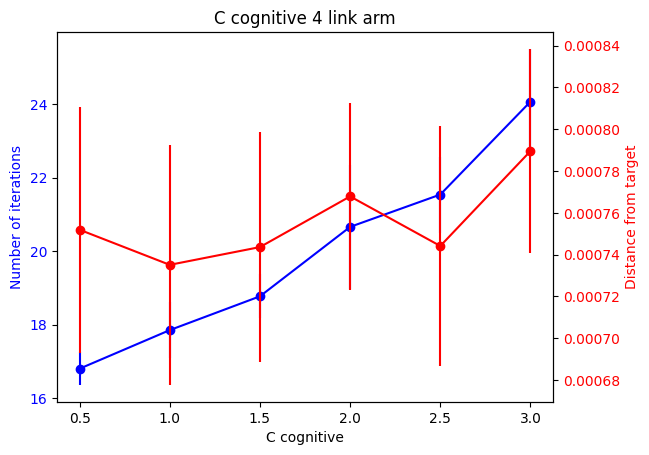 C cognitive 4 link arm
Number of iterations
24
22
20
18
16
0.00084
0.00082
0.00080
0.00078
0.00076
0.00074
0.00072
0.00070
0.00068
Distance from target
0.5 1.0 1.5 2.0 2.5 3.0
C cognitive